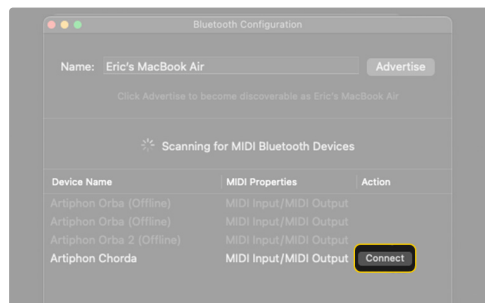 Bluetooth Configuration
Name: Eric's MacBook Air Advertise
Click Advertise to become discoverable as Eric's MacBook Air
Scanning for MIDI Bluetooth Devices
Device Name MIDI Properties Action
Artiphon Orba (Offline) MIDI Input/MIDI Output
Artiphon Orba (Offline) MIDI Input/MIDI Output
Artiphon Orba 2 (Offline) MIDI Input/MIDI Output
Artiphon Chorda MIDI Input/MIDI Output Connect